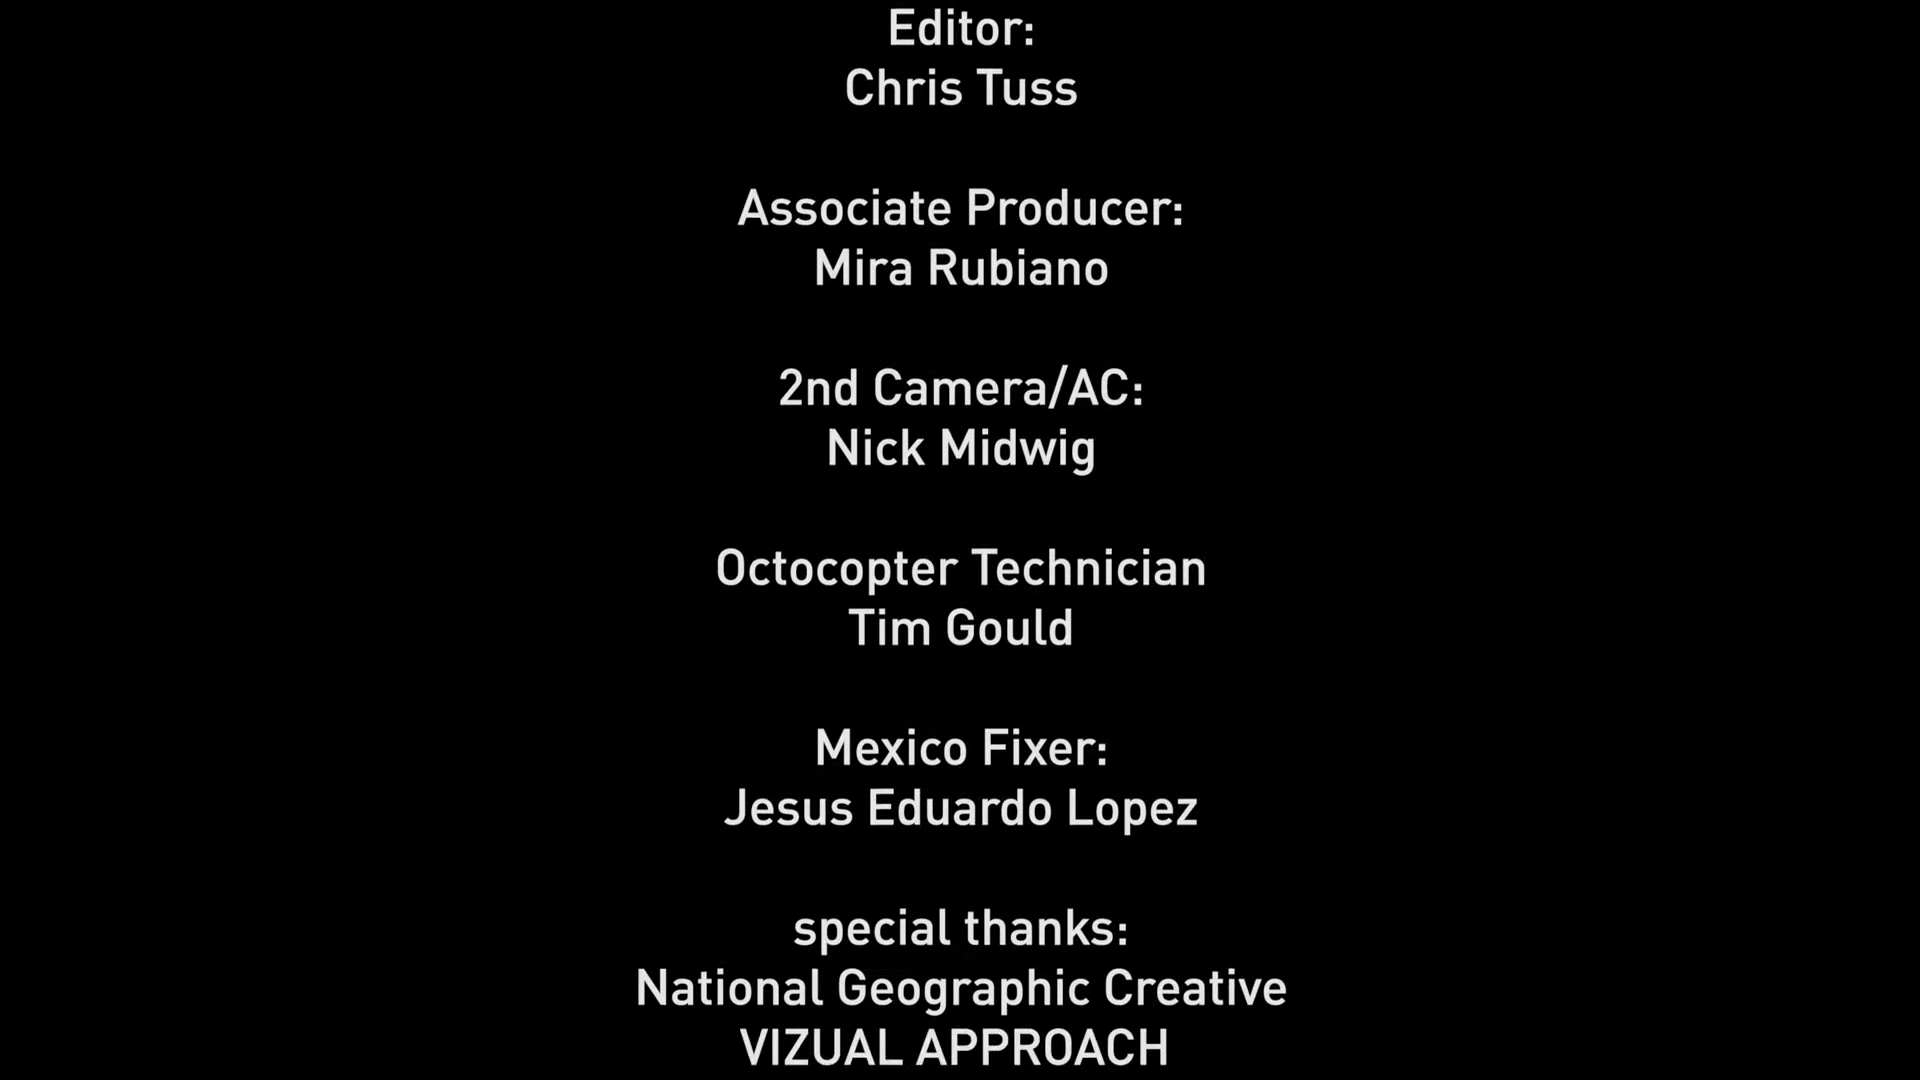 Editor:
Chris Tuss
Associate Producer:
Mira Rubiano
2nd Camera/AC:
Nick Midwig
Octocopter Technician
Tim Gould
Mexico Fixer:
Jesus Eduardo Lopez
special thanks:
National Geographic Creative
VIZUAL APPROACH